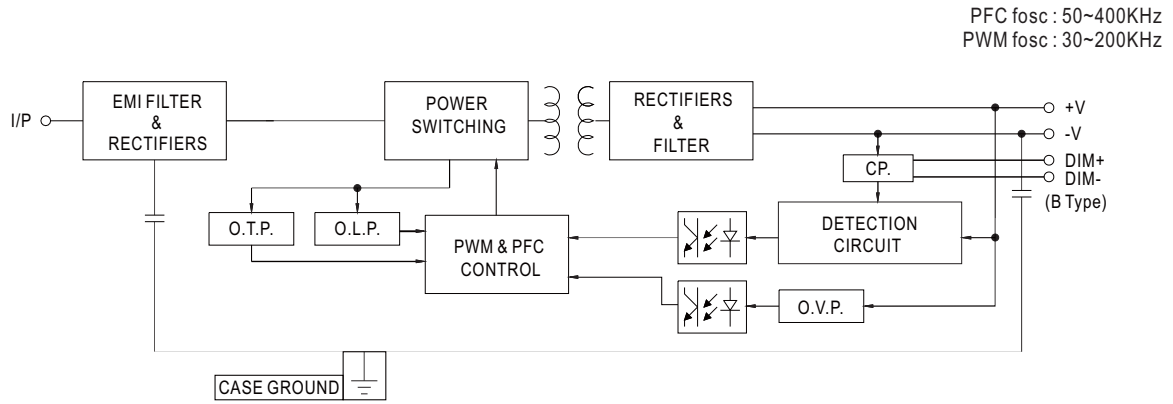 PFC fosc : 50~400KHz
PWM fosc : 30~200KHz
I/P
EMI FILTER
&
RECTIFIERS
POWER
SWITCHING
RECTIFIERS
&
FILTER
+V
-V
DIM+
DIM-
(B Type)
CP.
O.T.P.
O.L.P.
PWM & PFC
CONTROL
DETECTION
CIRCUIT
O.V.P.
CASE GROUND